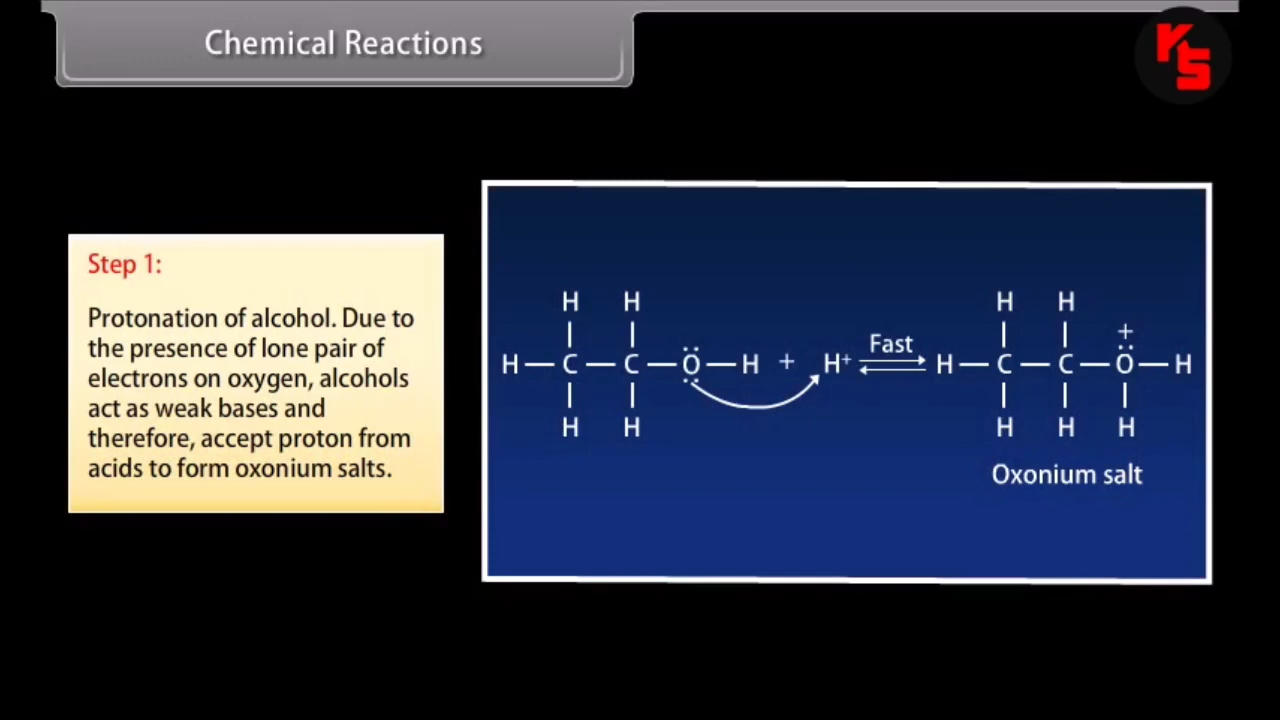 Chemical Reactions
KS
Step 1:
Protonation of alcohol. Due to
the presence of lone pair of
electrons on oxygen, alcohols
act as weak bases and
therefore, accept proton from
acids to form oxonium salts.
H H H H
H — C — C — Ö — H + H⁺ Fast ⇌ H — C — C — Ö⁺ — H
H H H H H
Oxonium salt